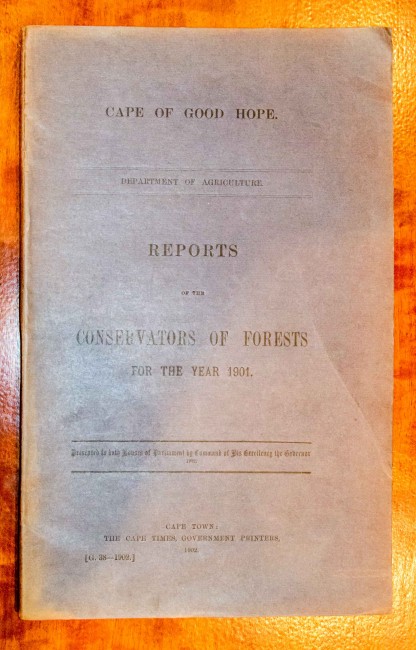 CAPE OF GOOD HOPE.
DEPARTMENT OF AGRICULTURE.
REPORTS
OF THE
CONSERVATORS OF FORESTS
FOR THE YEAR 1901.
Presented to both Houses of Parliament by Command of His Excellency the Governor
1902.
CAPE TOWN:
THE CAPE TIMES, GOVERNMENT PRINTERS,
1902.
[G. 38—1902.]